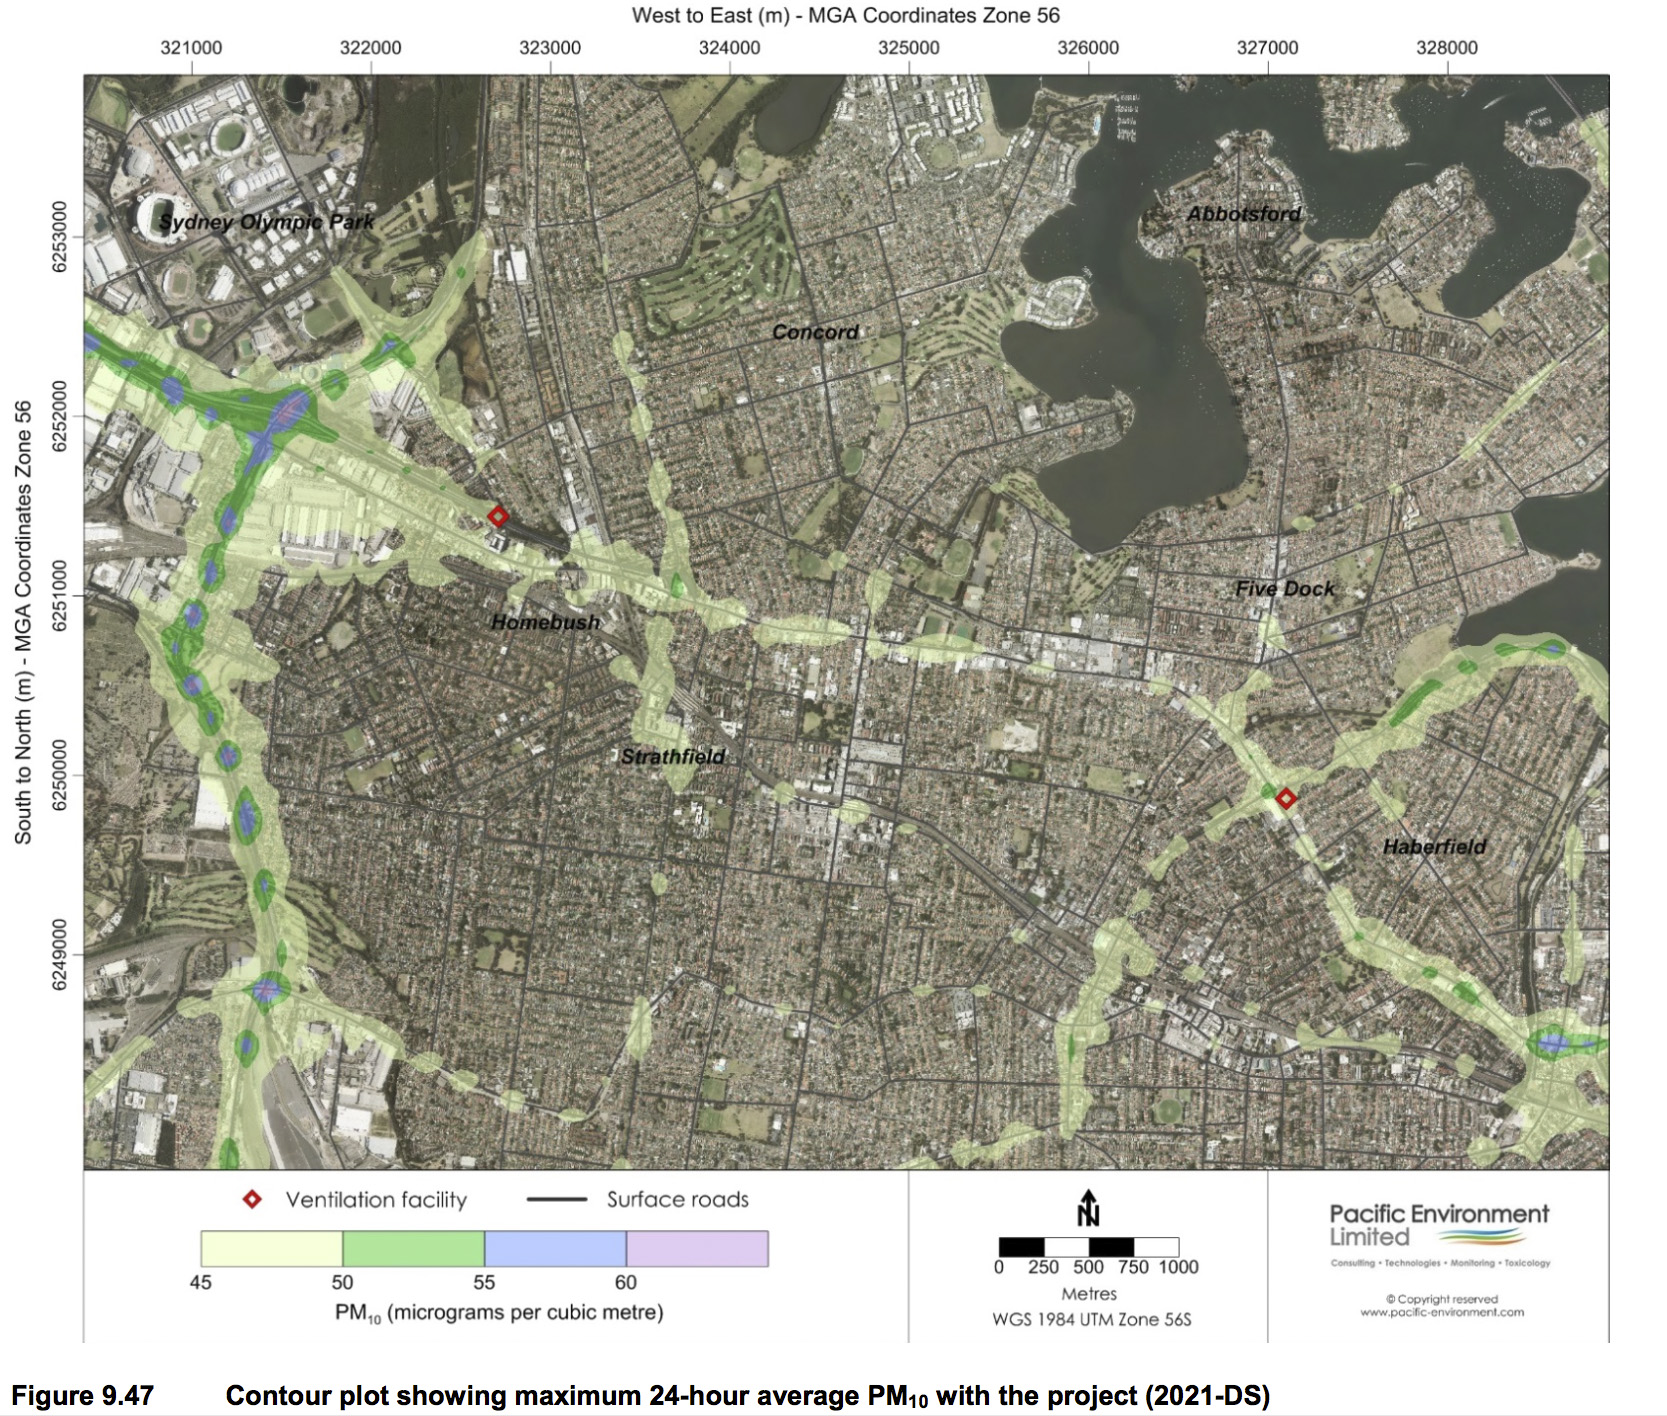 West to East (m) - MGA Coordinates Zone 56
321000 322000 323000 324000 325000 326000 327000 328000
South to North (m) - MGA Coordinates Zone 56
6253000
6252000
6251000
6250000
6249000
Sydney Olympic Park
Abbotsford
Concord
Five Dock
Homebush
Strathfield
Haberfield
Ventilation facility
Surface roads
45 50 55 60
PM10 (micrograms per cubic metre)
N
0 250 500 750 1000
Metres
WGS 1984 UTM Zone 56S
Pacific Environment
Limited
Consulting • Technologies • Monitoring • Toxicology
© Copyright reserved
www.pacific-environment.com
Figure 9.47 Contour plot showing maximum 24-hour average PM10 with the project (2021-DS)